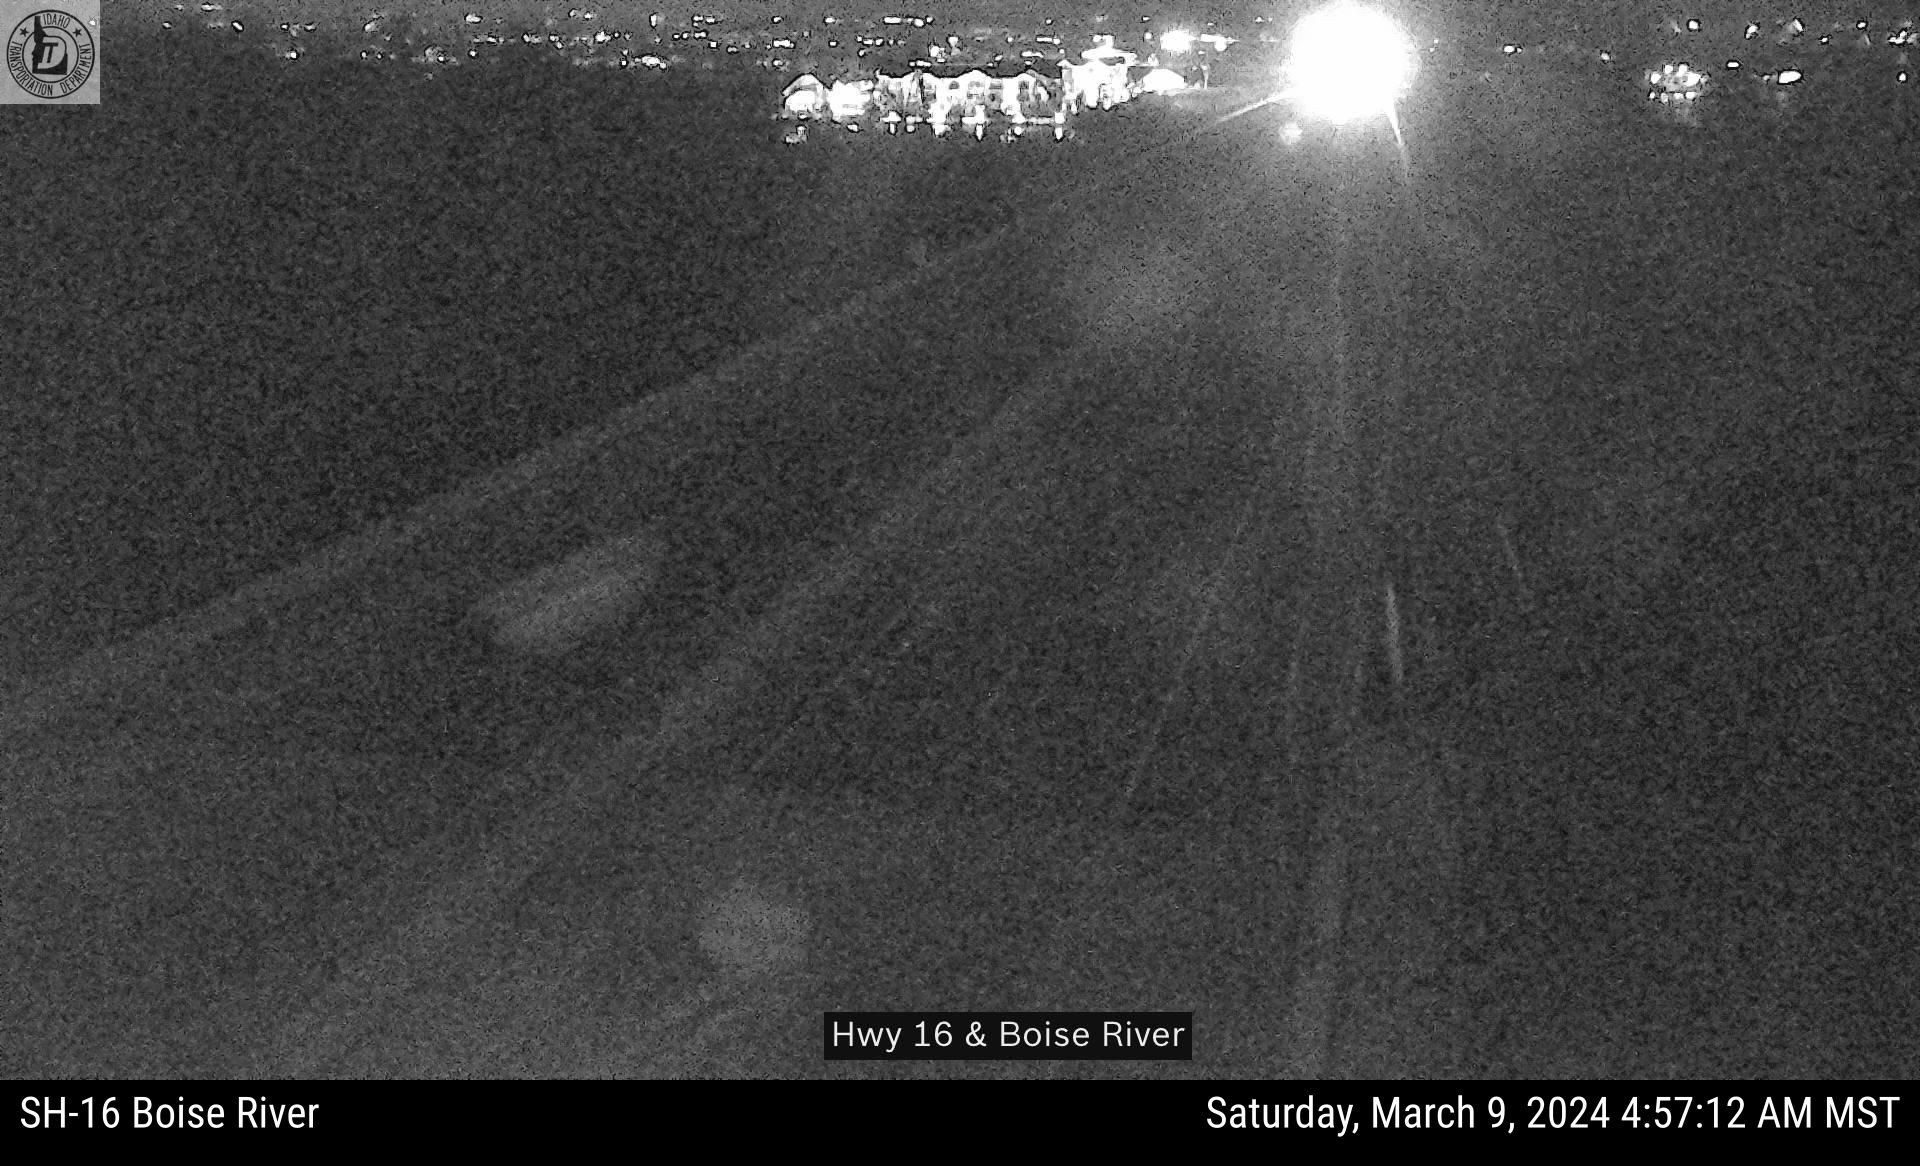 IDAHO
TRANSPORTATION DEPARTMENT
Hwy 16 & Boise River
SH-16 Boise River
Saturday, March 9, 2024 4:57:12 AM MST